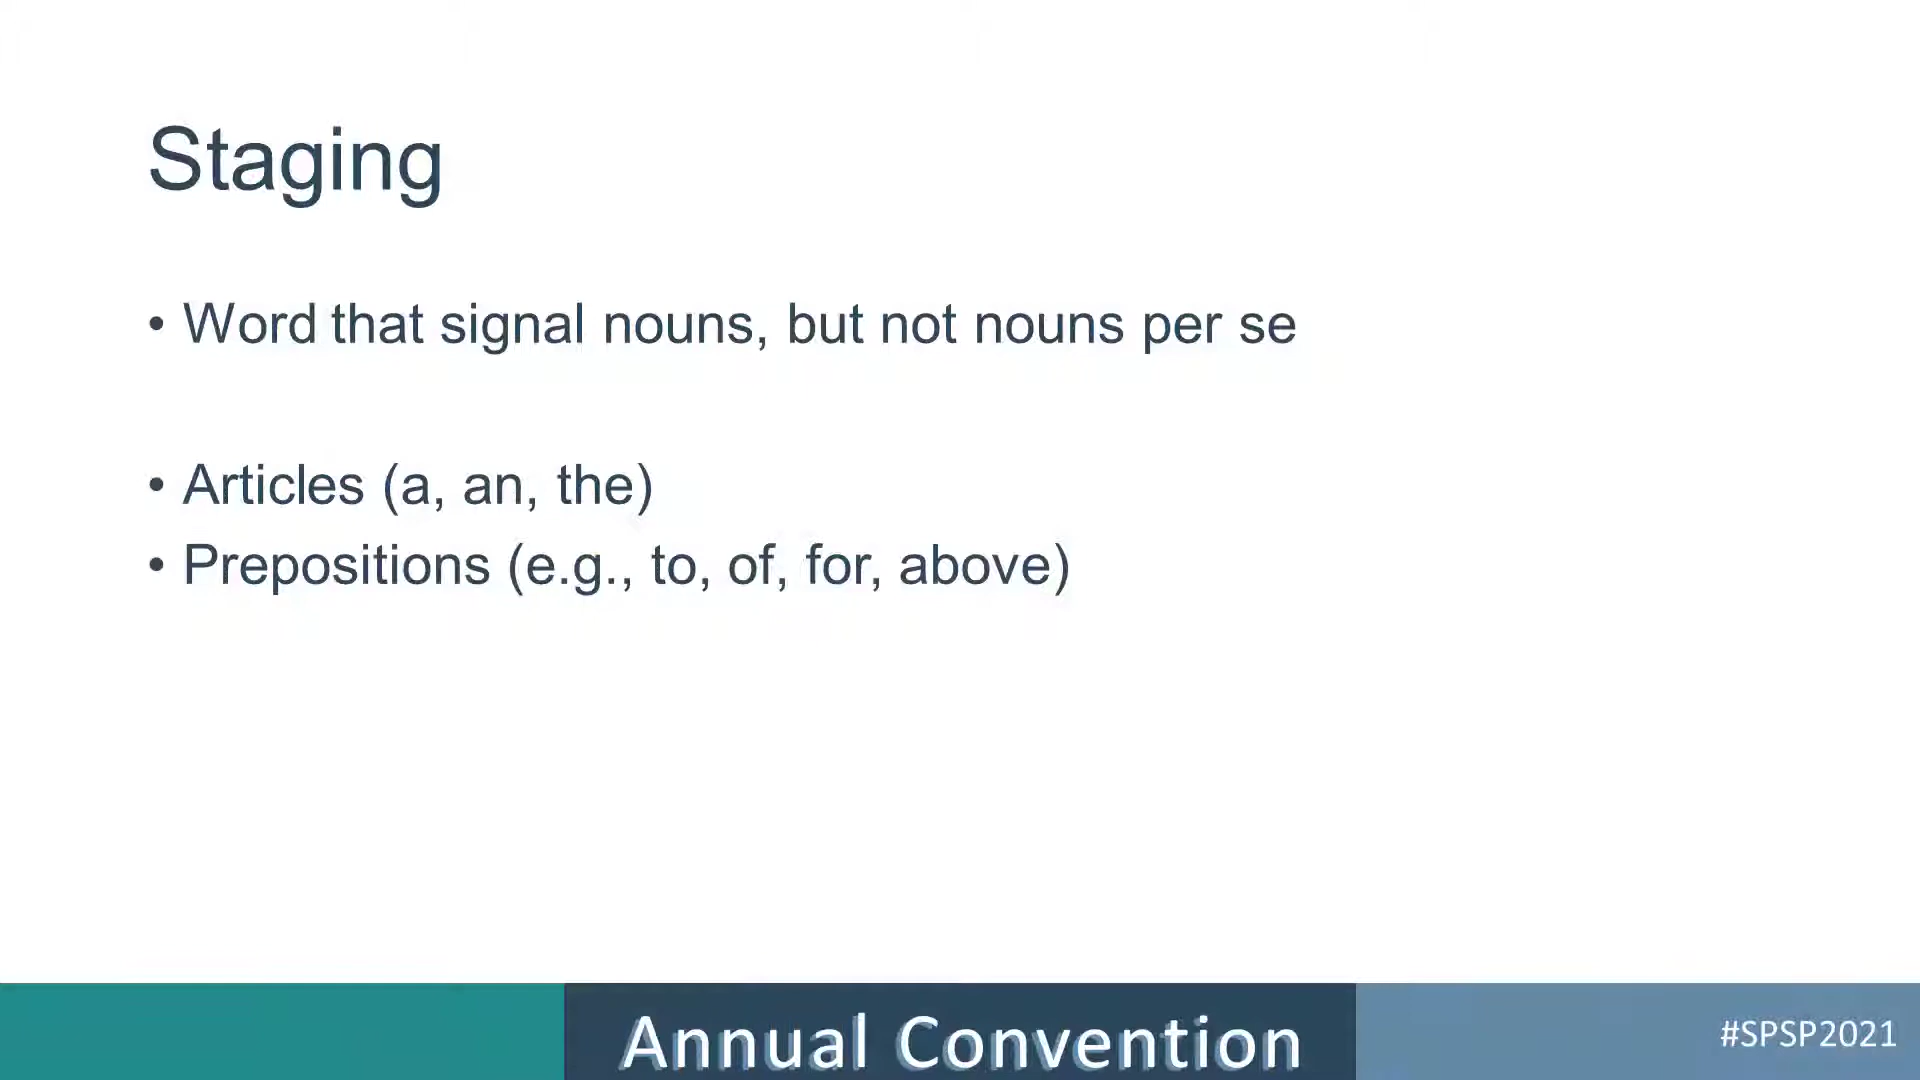 Staging
• Word that signal nouns, but not nouns per se
• Articles (a, an, the)
• Prepositions (e.g., to, of, for, above)
Annual Convention
#SPSP2021